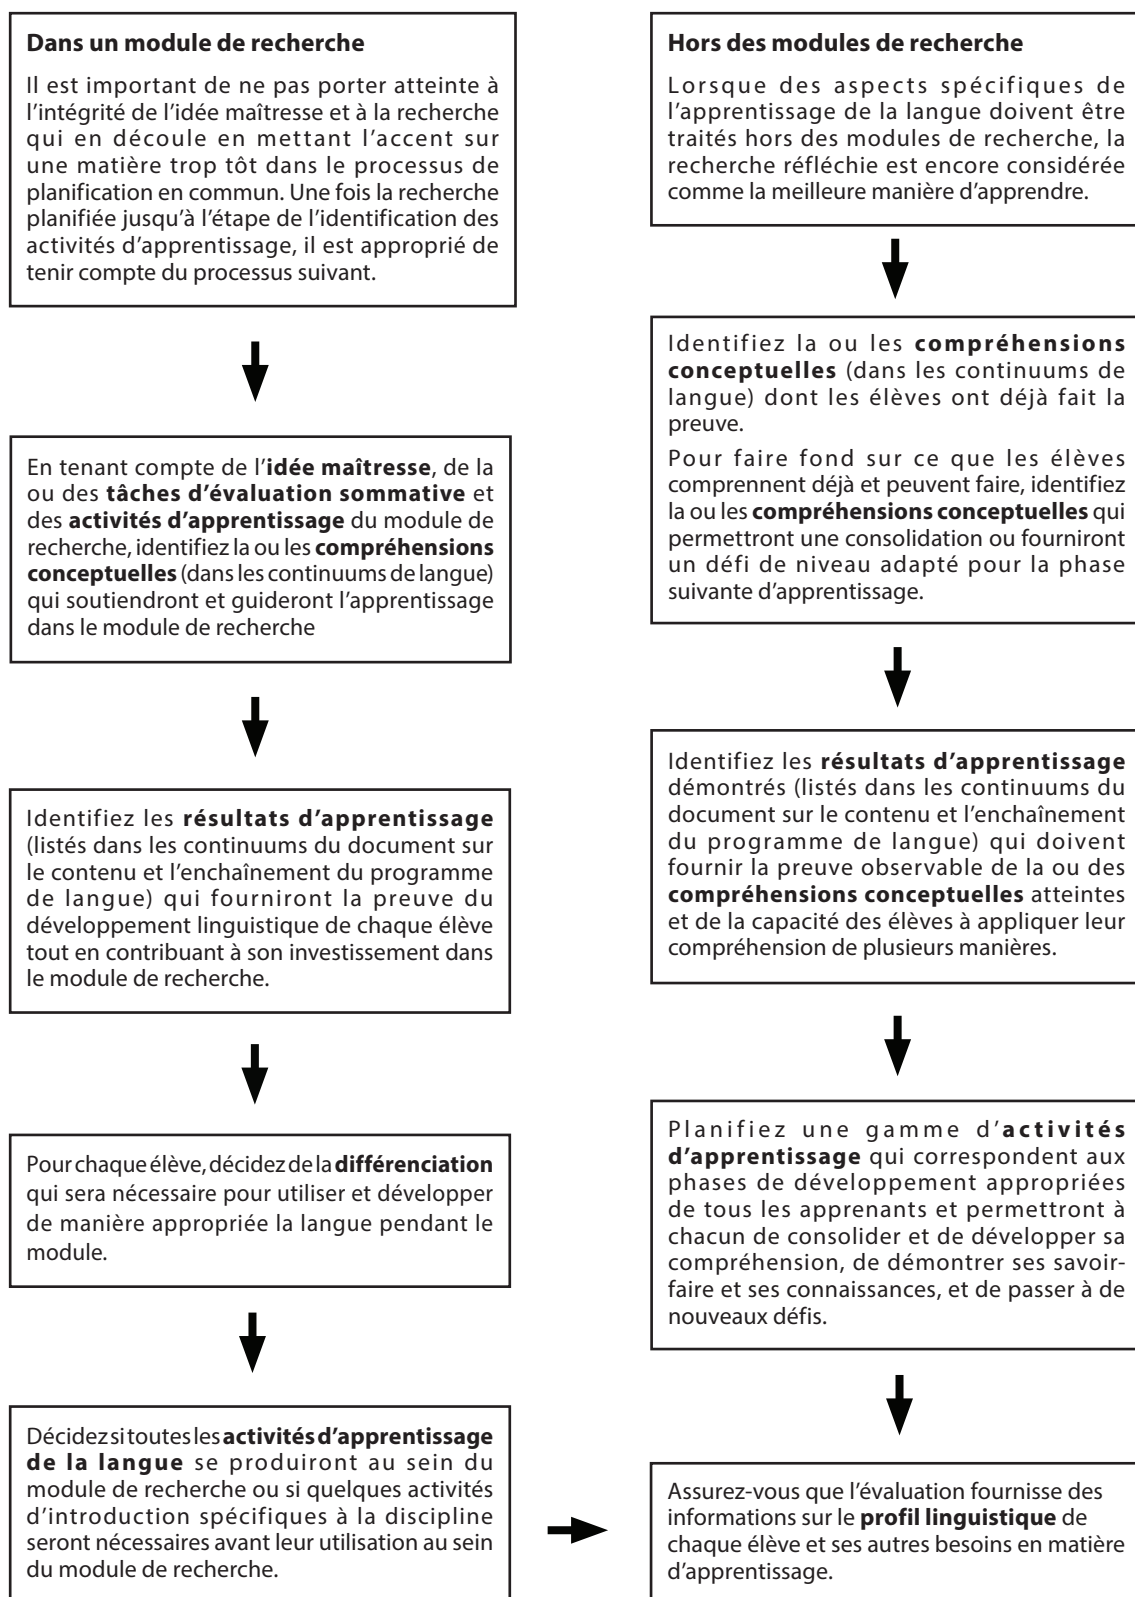 Dans un module de recherche
Il est important de ne pas porter atteinte à
l'intégrité de l'idée maîtresse et à la recherche
qui en découle en mettant l'accent sur
une matière trop tôt dans le processus de
planification en commun. Une fois la recherche
planifiée jusqu'à l'étape de l'identification des
activités d'apprentissage, il est approprié de
tenir compte du processus suivant.
En tenant compte de l'idée maîtresse, de la
ou des tâches d'évaluation sommative et
des activités d'apprentissage du module de
recherche, identifiez la ou les compréhensions
conceptuelles (dans les continuums de langue)
qui soutiendront et guideront l'apprentissage
dans le module de recherche
Identifiez les résultats d'apprentissage
(listés dans les continuums du document sur
le contenu et l'enchaînement du programme
de langue) qui fourniront la preuve du
développement linguistique de chaque élève
tout en contribuant à son investissement dans
le module de recherche.
Pour chaque élève, décidez de la différenciation
qui sera nécessaire pour utiliser et développer
de manière appropriée la langue pendant le
module.
Décidez si toutes les activités d'apprentissage
de la langue se produiront au sein du
module de recherche ou si quelques activités
d'introduction spécifiques à la discipline
seront nécessaires avant leur utilisation au sein
du module de recherche.
Hors des modules de recherche
Lorsque des aspects spécifiques de
l'apprentissage de la langue doivent être
traités hors des modules de recherche, la
recherche réfléchie est encore considérée
comme la meilleure manière d'apprendre.
Identifiez la ou les compréhensions
conceptuelles (dans les continuums de
langue) dont les élèves ont déjà fait la
preuve.
Pour faire fond sur ce que les élèves
comprennent déjà et peuvent faire, identifiez
la ou les compréhensions conceptuelles qui
permettront une consolidation ou fourniront
un défi de niveau adapté pour la phase
suivante d'apprentissage.
Identifiez les résultats d'apprentissage
démontrés (listés dans les continuums du
document sur le contenu et l'enchaînement
du programme de langue) qui doivent
fournir la preuve observable de la ou des
compréhensions conceptuelles atteintes
et de la capacité des élèves à appliquer leur
compréhension de plusieurs manières.
Planifiez une gamme d'activités
d'apprentissage qui correspondent aux
phases de développement appropriées
de tous les apprenants et permettront à
chacun de consolider et de développer sa
compréhension, de démontrer ses savoir-
faire et ses connaissances, et de passer à de
nouveaux défis.
Assurez-vous que l'évaluation fournisse des
informations sur le profil linguistique de
chaque élève et ses autres besoins en matière
d'apprentissage.